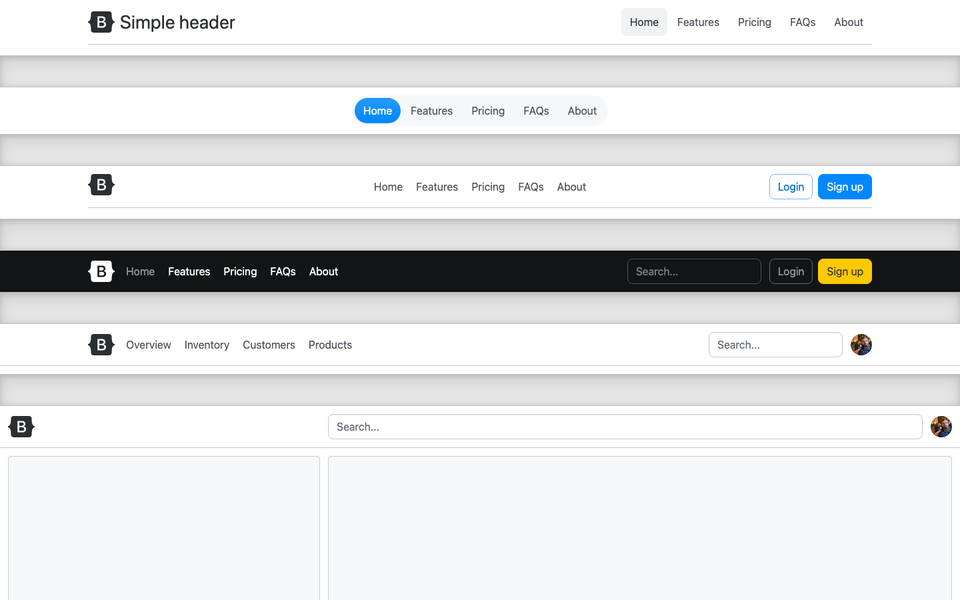 B Simple header Home Features Pricing FAQs About
Home Features Pricing FAQs About
B Home Features Pricing FAQs About Login Sign up
B Home Features Pricing FAQs About Search... Login Sign up
B Overview Inventory Customers Products Search...
B Search...